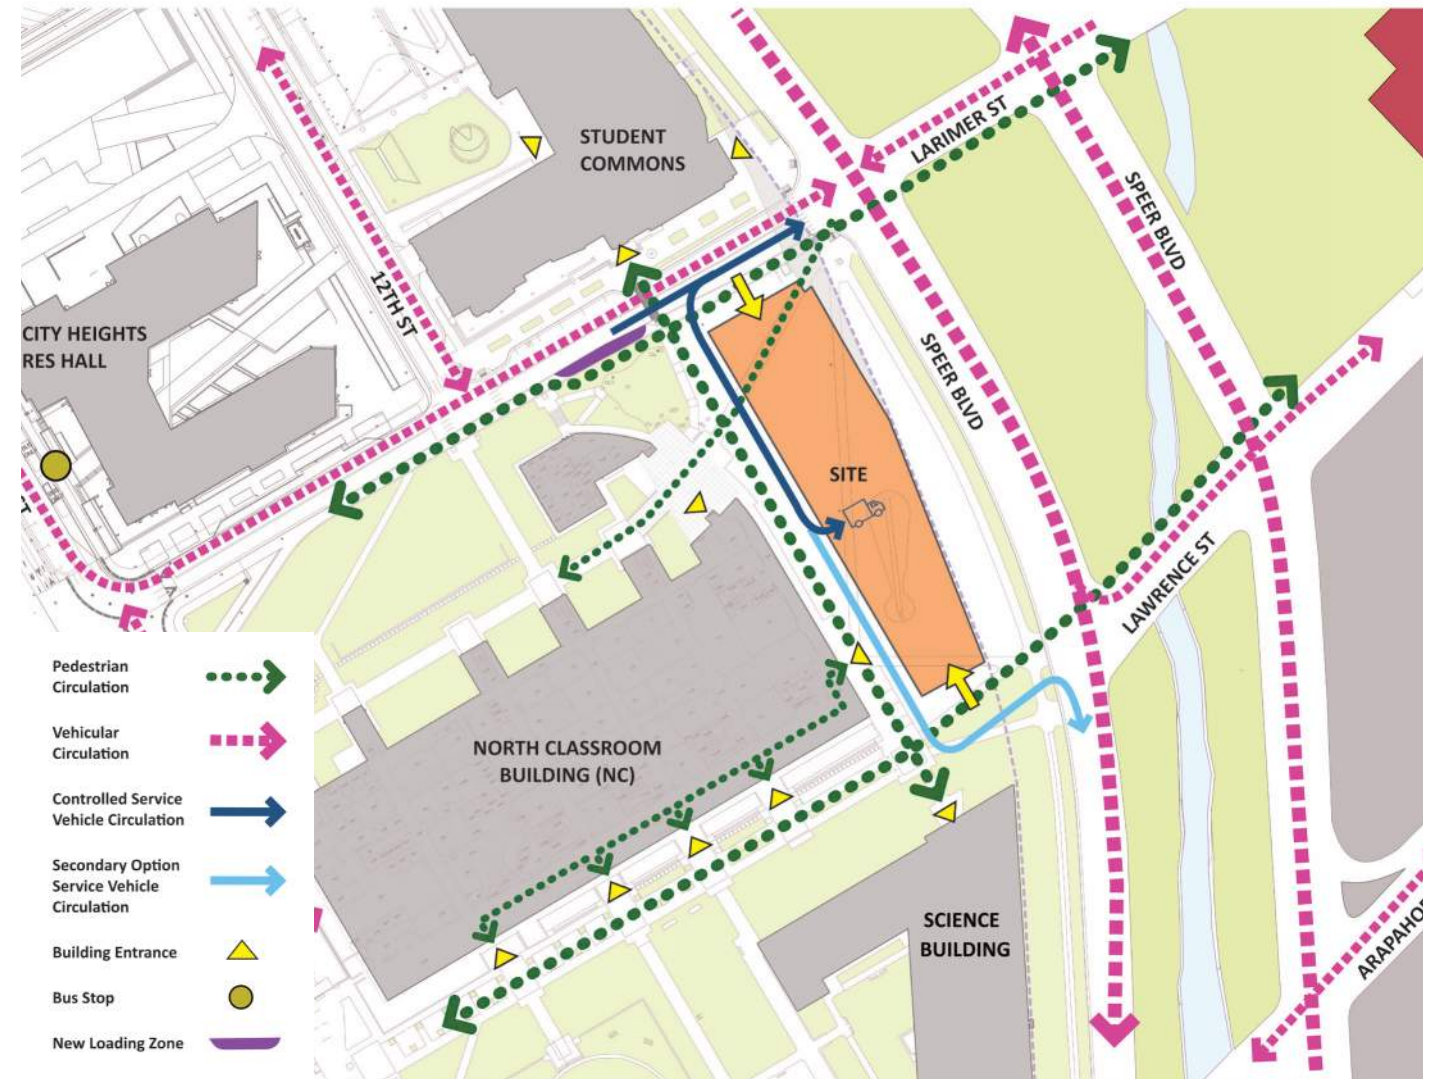 STUDENT
COMMONS
LARIMER ST
SPEER BLVD
12TH ST
CITY HEIGHTS
RES HALL
SPEER BLVD
SITE
LAWRENCE ST
Pedestrian
Circulation
Vehicular
Circulation
Controlled Service
Vehicle Circulation
Secondary Option
Service Vehicle
Circulation
Building Entrance
Bus Stop
New Loading Zone
NORTH CLASSROOM
BUILDING (NC)
SCIENCE
BUILDING
ARAPAHO